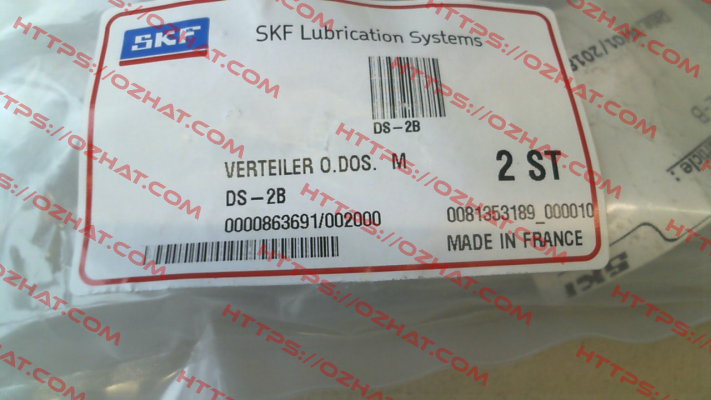 SKF
SKF Lubrication Systems
DS-2B
VERTEILER O.DOS. M
2 ST
DS-2B
0000863691/002000
0081353189_000010
MADE IN FRANCE
SKF
HTTPS://OZHAT.COM